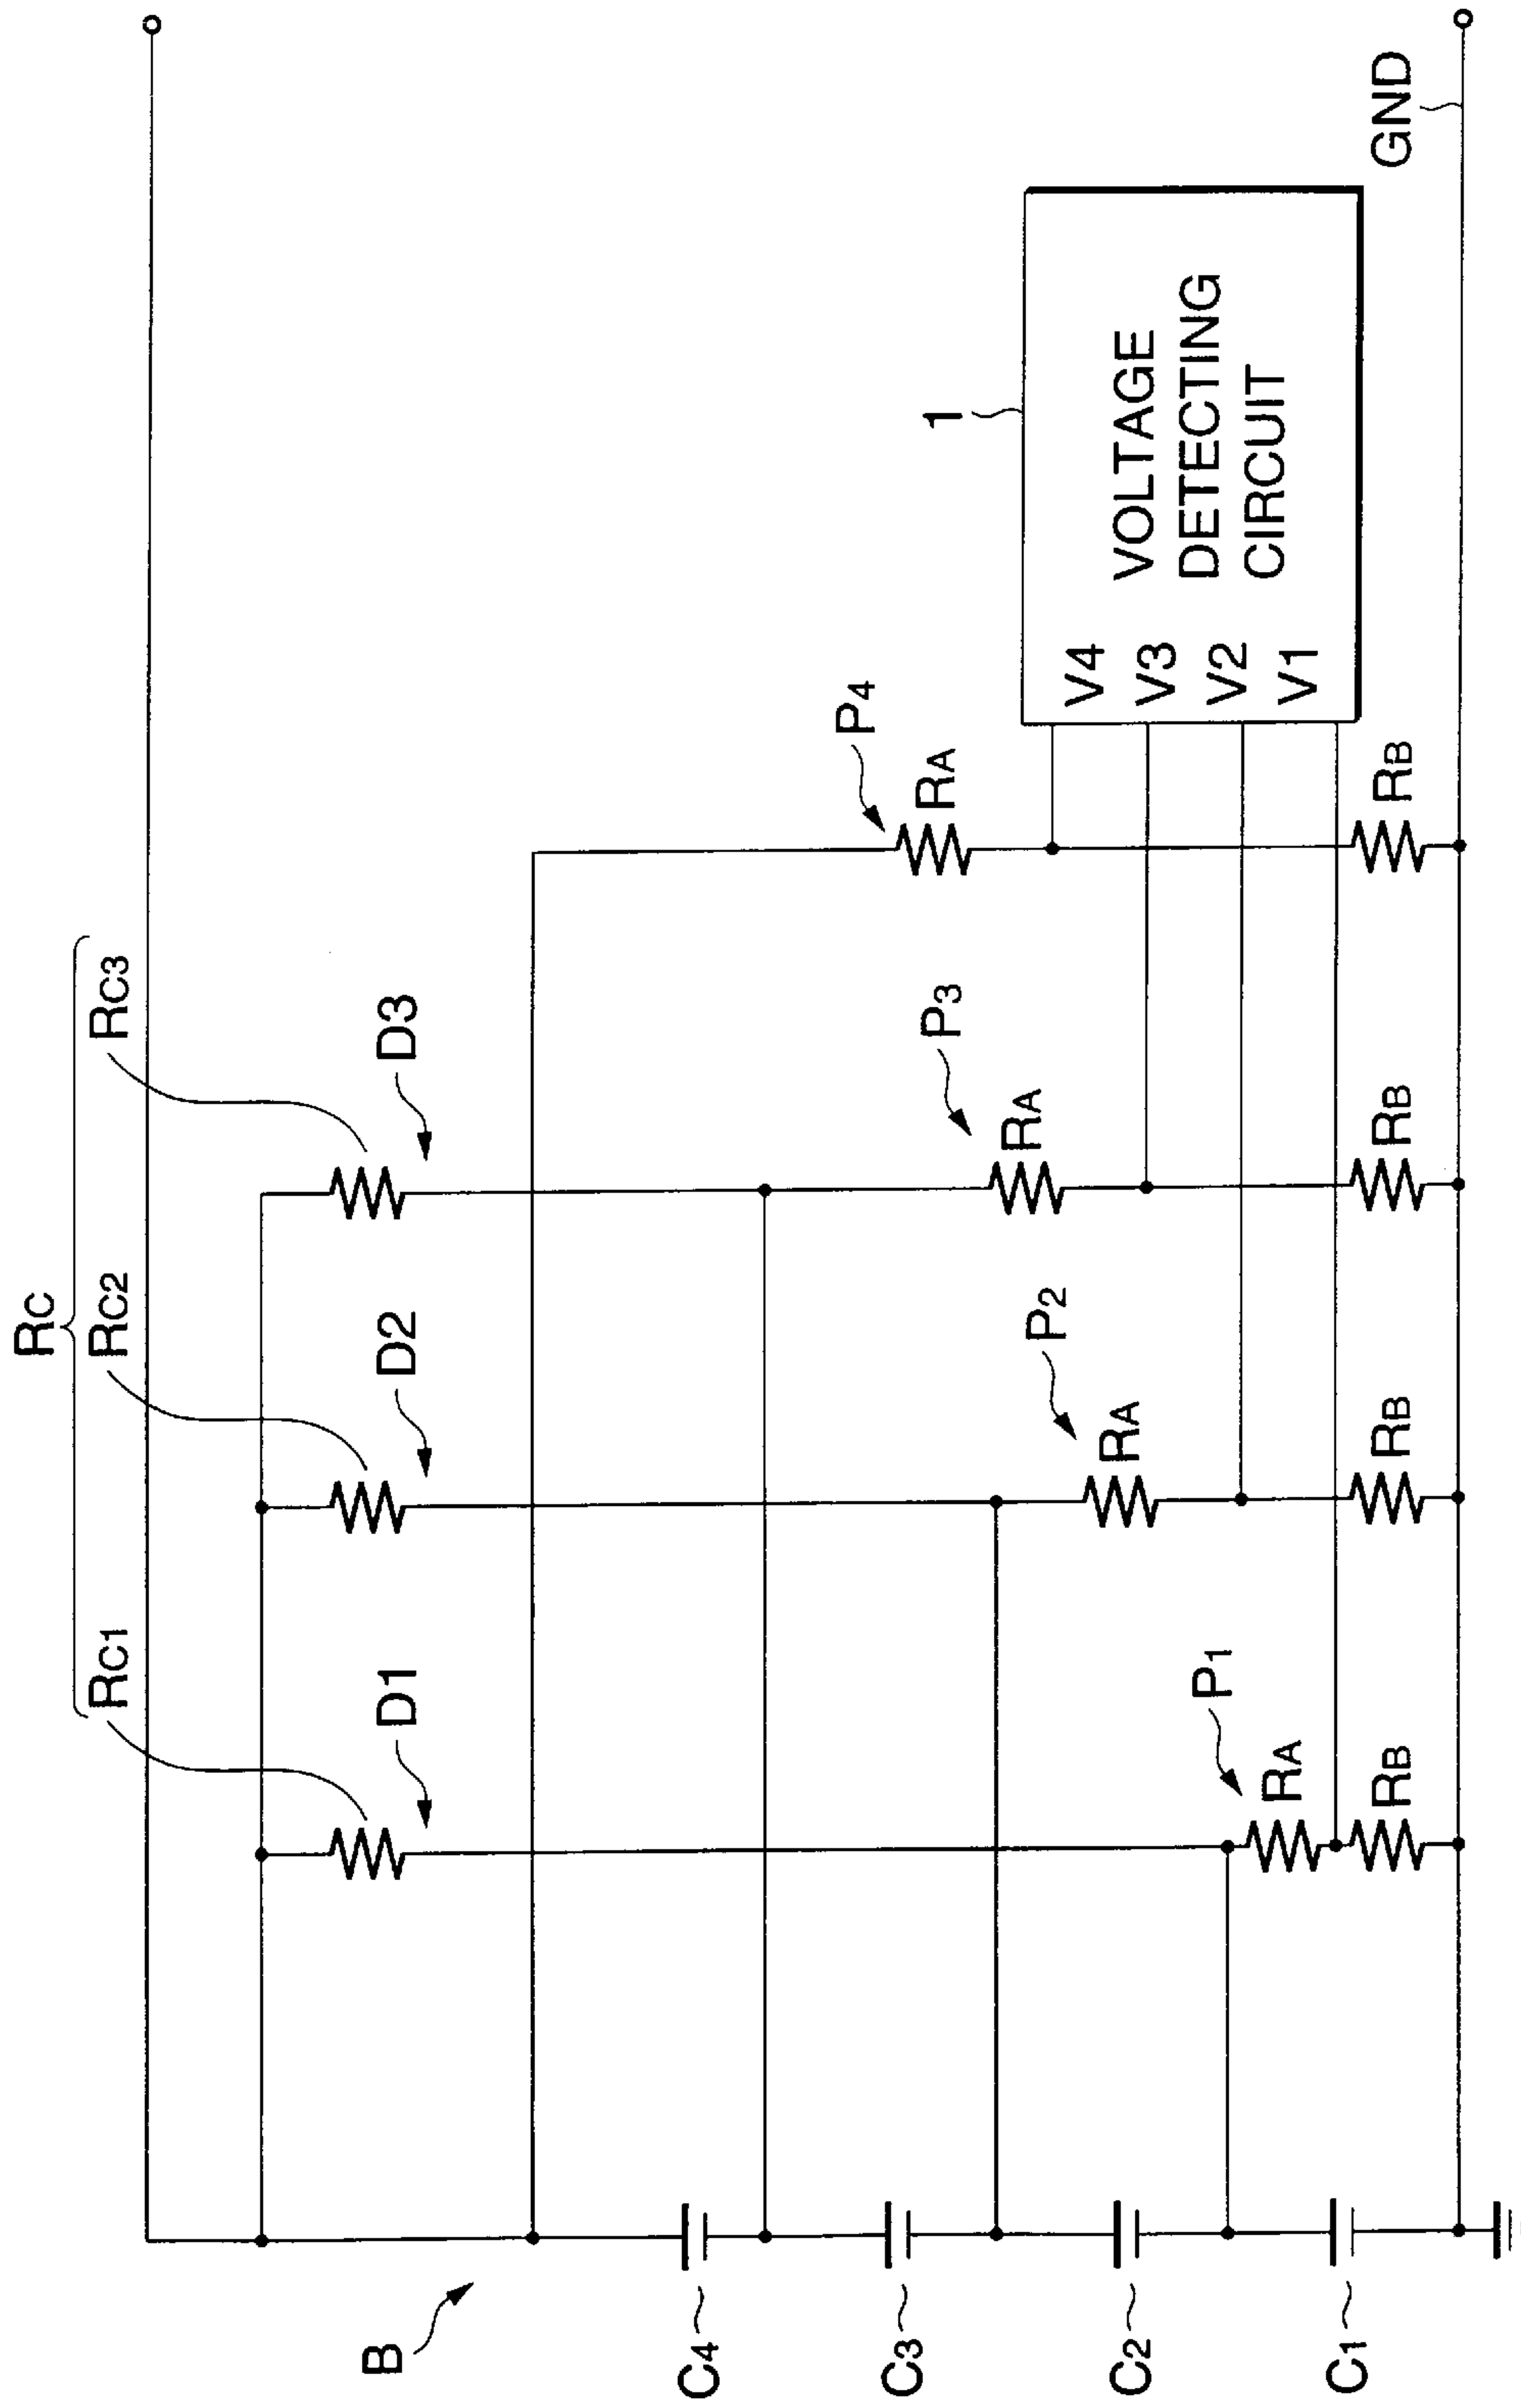 RC
RC1 RC2 RC3
D1 D2 D3
B
P4
RA
1
P3
RA
V4
VOLTAGE
P2
RA
V3
DETECTING
P1
RA
V2
CIRCUIT
V1
C4
C3
C2
C1
RB RB RB RB
GND